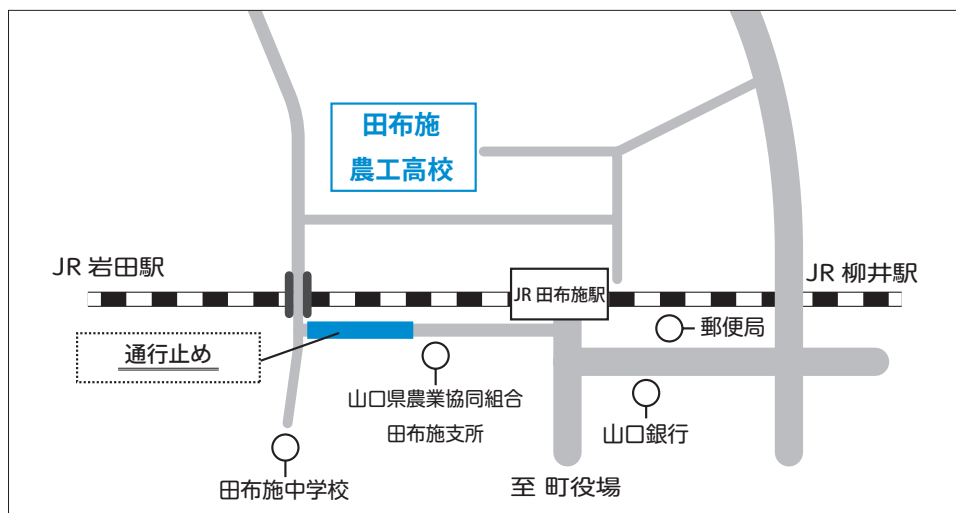 田布施
農工高校
JR 岩田駅
JR 柳井駅
JR 田布施駅
郵便局
通行止め
山口県農業協同組合
田布施支所
山口銀行
田布施中学校
至 町役場